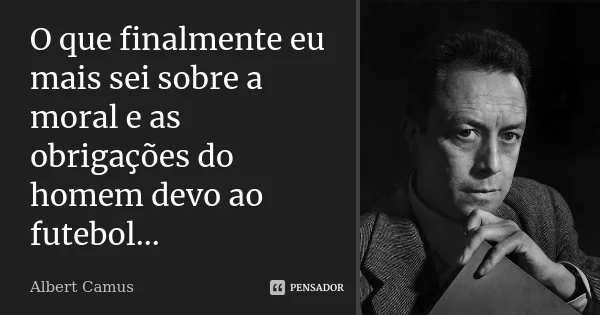 O que finalmente eu
mais sei sobre a
moral e as
obrigações do
homem devo ao
futebol...
Albert Camus
PENSADOR